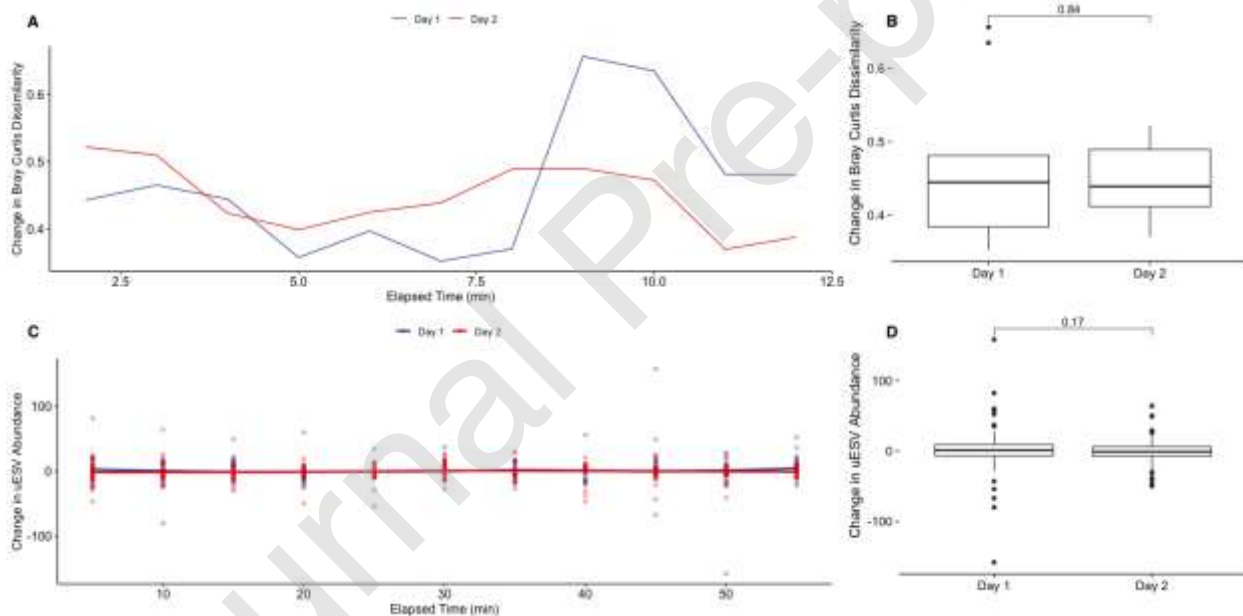 A
Day 1 Day 2
Change in Bray Curtis Dissimilarity
0.6
0.5
0.4
2.5 5.0 7.5 10.0 12.5
Elapsed Time (min)
B
0.84
Change in Bray Curtis Dissimilarity
0.6
0.5
0.4
Day 1 Day 2
C
Day 1 Day 2
Change in uESV Abundance
100
0
-100
10 20 30 40 50
Elapsed Time (min)
D
0.17
Change in uESV Abundance
100
0
-100
Day 1 Day 2
urnal Pre-p